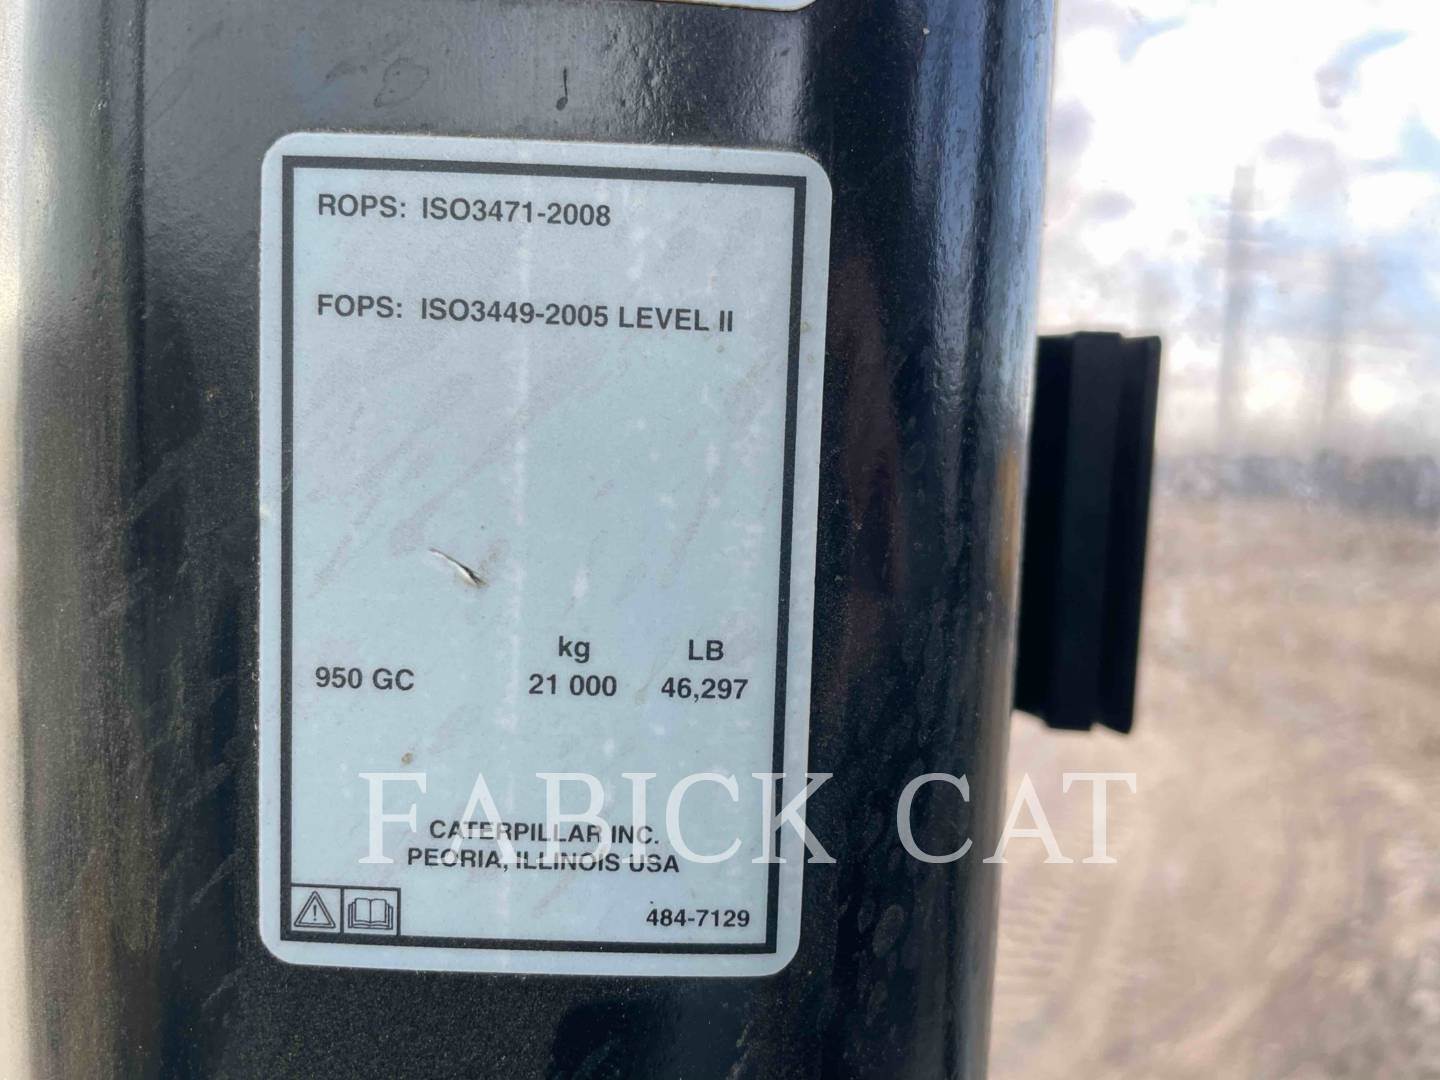 ROPS: ISO3471-2008
FOPS: ISO3449-2005 LEVEL II
kg LB
950 GC 21 000 46,297
FABICK CAT
CATERPILLAR INC.
PEORIA, ILLINOIS USA
484-7129